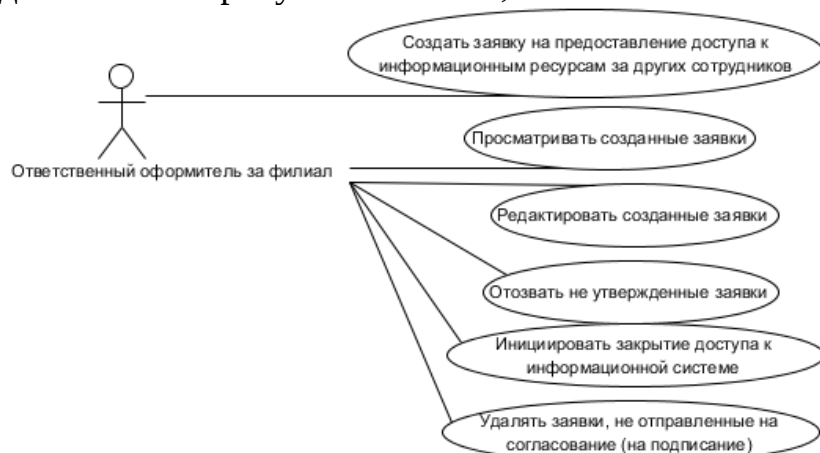 Создать заявку на предоставление доступа к
информационным ресурсам за других сотрудников
Просматривать созданные заявки
Ответственный оформитель за филиал
Редактировать созданные заявки
Отозвать не утвержденные заявки
Инициировать закрытие доступа к
информационной системе
Удалять заявки, не отправленные на
согласование (на подписание)